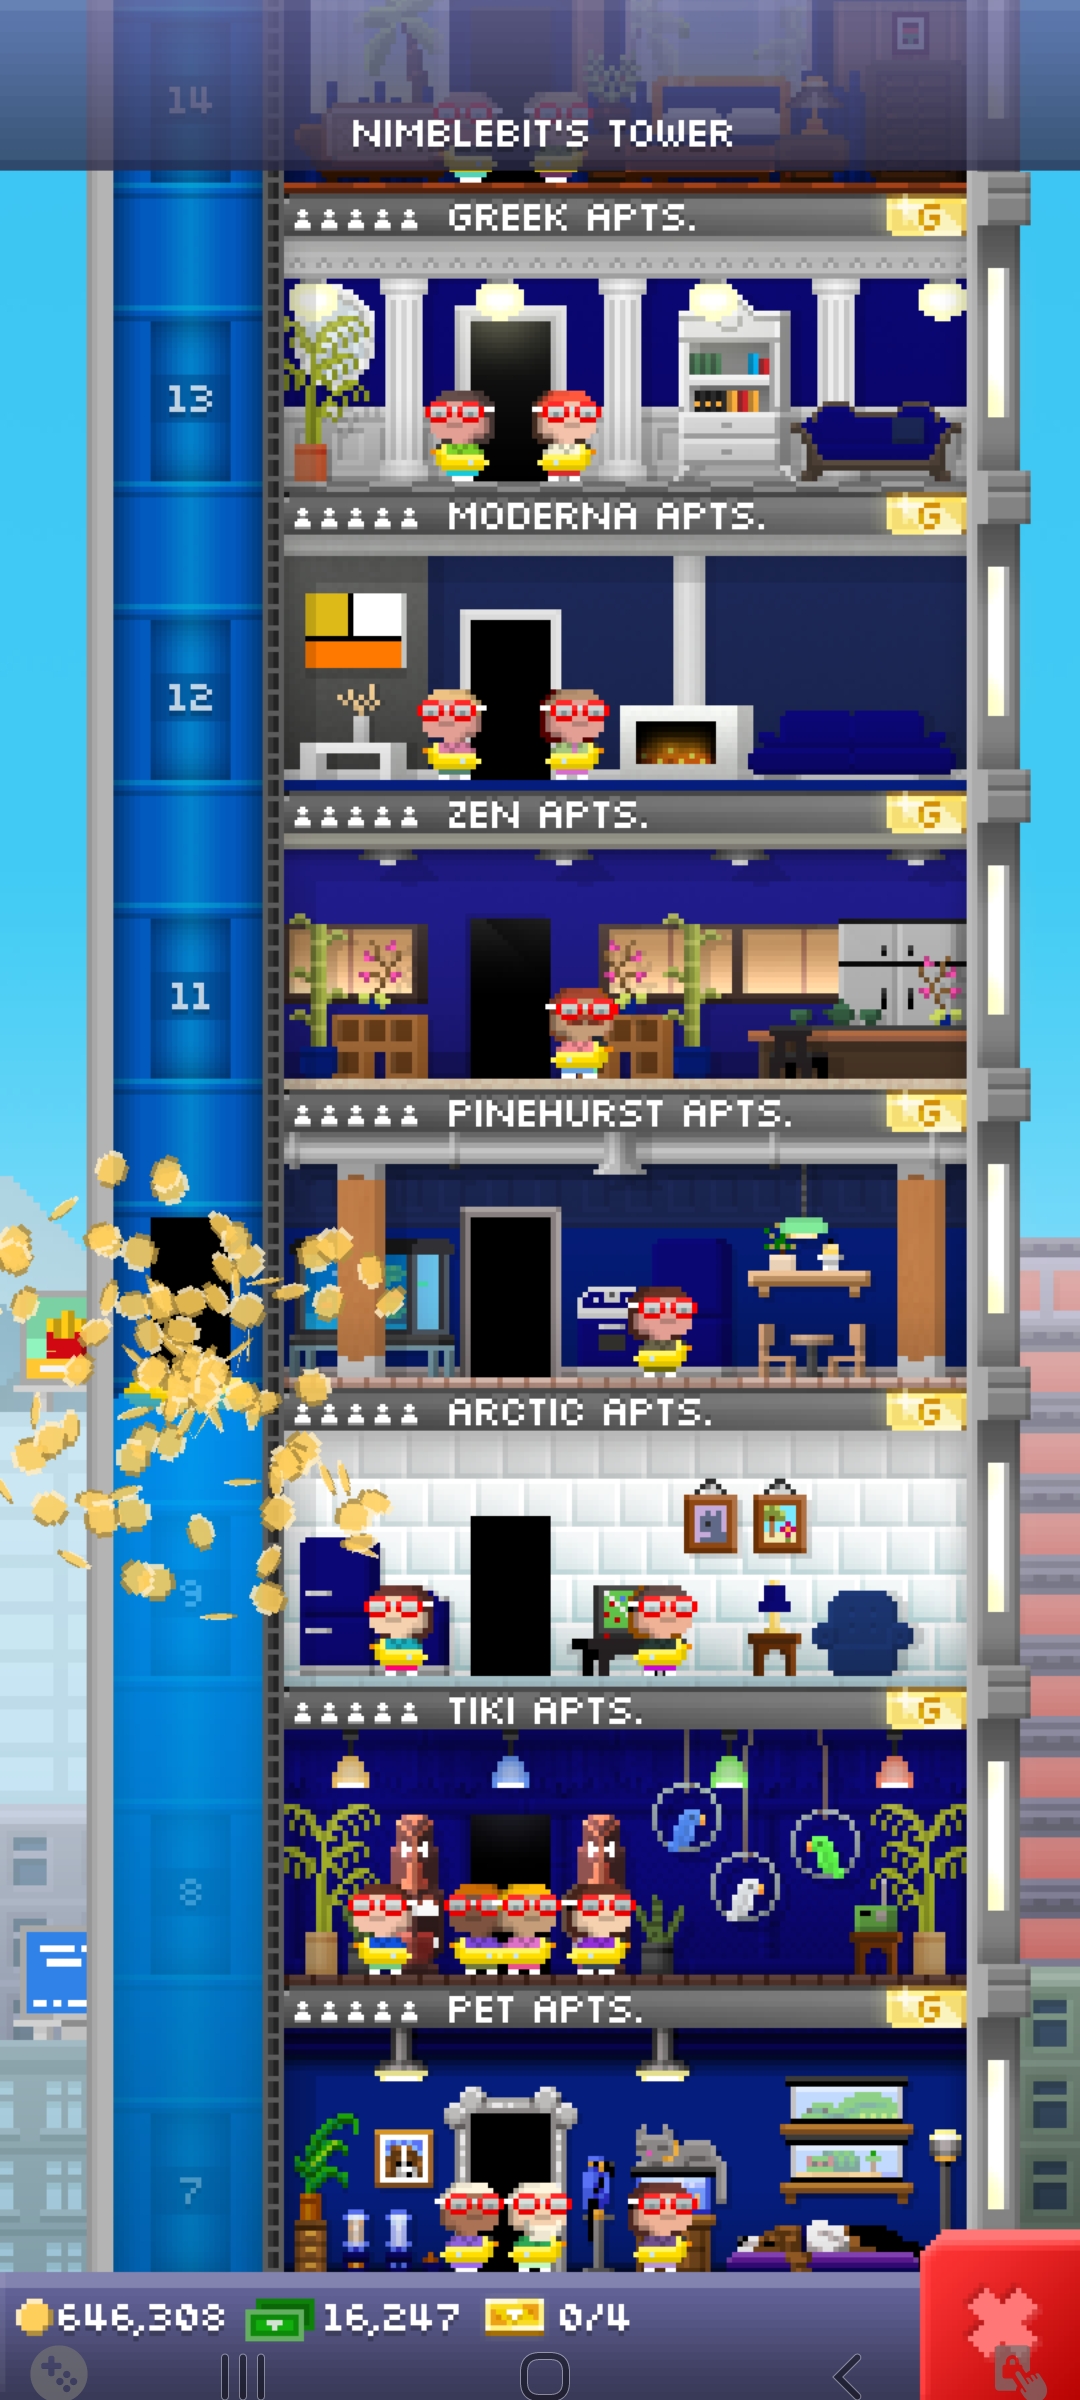 14
NIMBLEBIT'S TOWER
GREEK APTS. G
13
MODERNA APTS. G
12
ZEN APTS. G
11
PINEHURST APTS. G
ARCTIC APTS. G
9
TIKI APTS. G
8
PET APTS. G
7
646,308 16,247 0/4